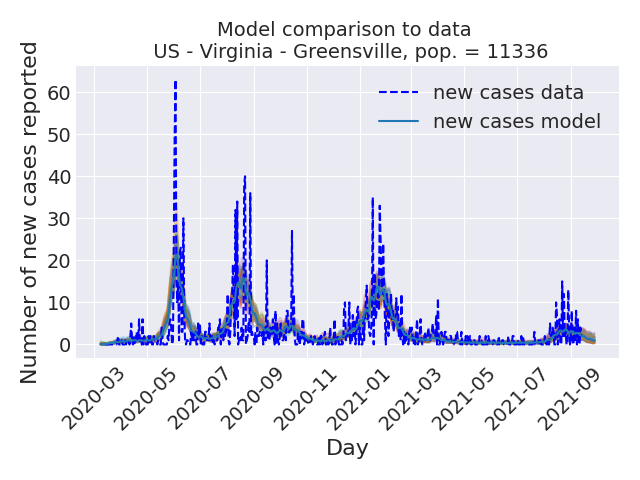 Model comparison to data
US - Virginia - Greensville, pop. = 11336
new cases data
new cases model
Number of new cases reported
60
50
40
30
20
10
0
2020-03
2020-05
2020-07
2020-09
2020-11
2021-01
2021-03
2021-05
2021-07
2021-09
Day